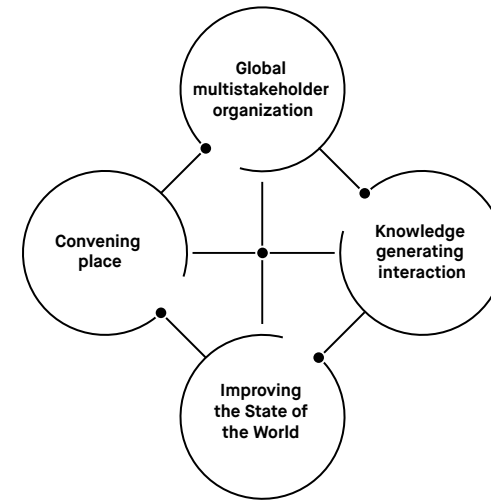 Global
multistakeholder
organization
Convening
place
Knowledge
generating
interaction
Improving
the State of
the World